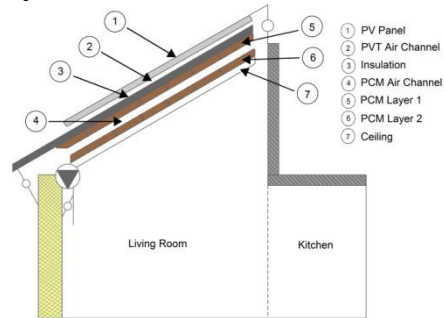 1
2
3
4
5
6
7
1 PV Panel
2 PVT Air Channel
3 Insulation
4 PCM Air Channel
5 PCM Layer 1
6 PCM Layer 2
7 Ceiling
Living Room
Kitchen